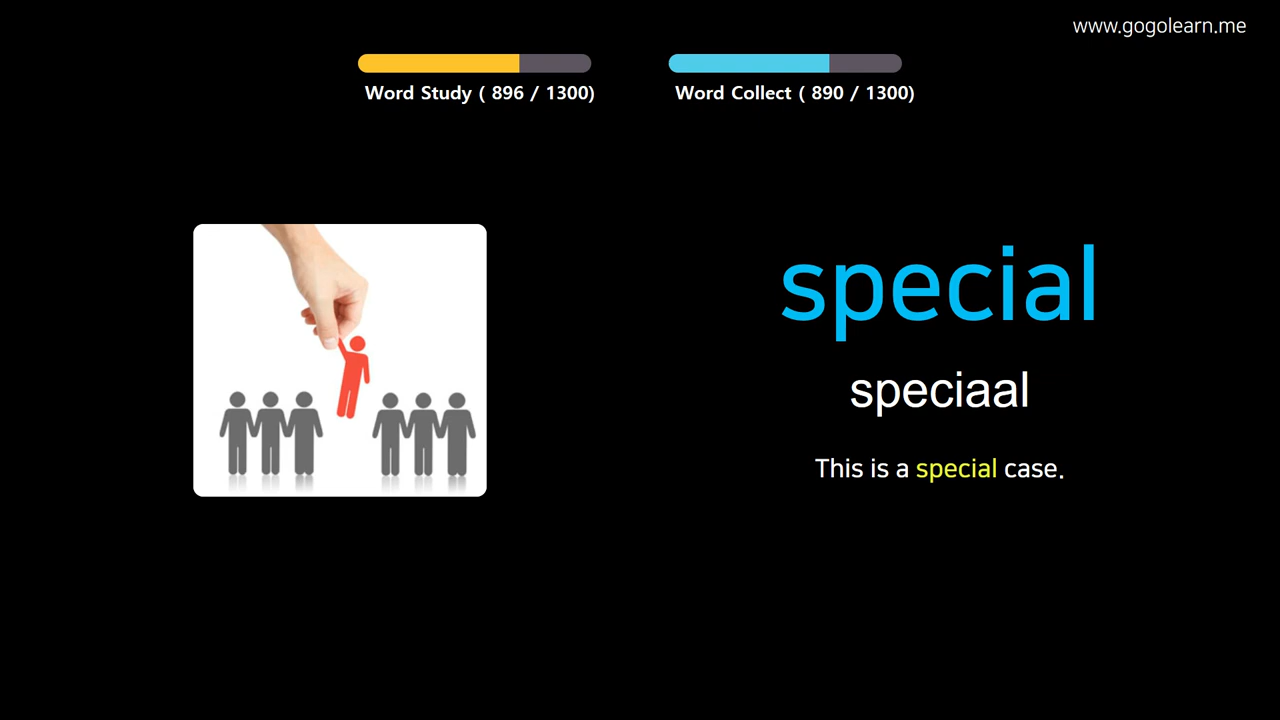 www.gogolearn.me
Word Study ( 896 / 1300)
Word Collect ( 890 / 1300)
special
speciaal
This is a special case.